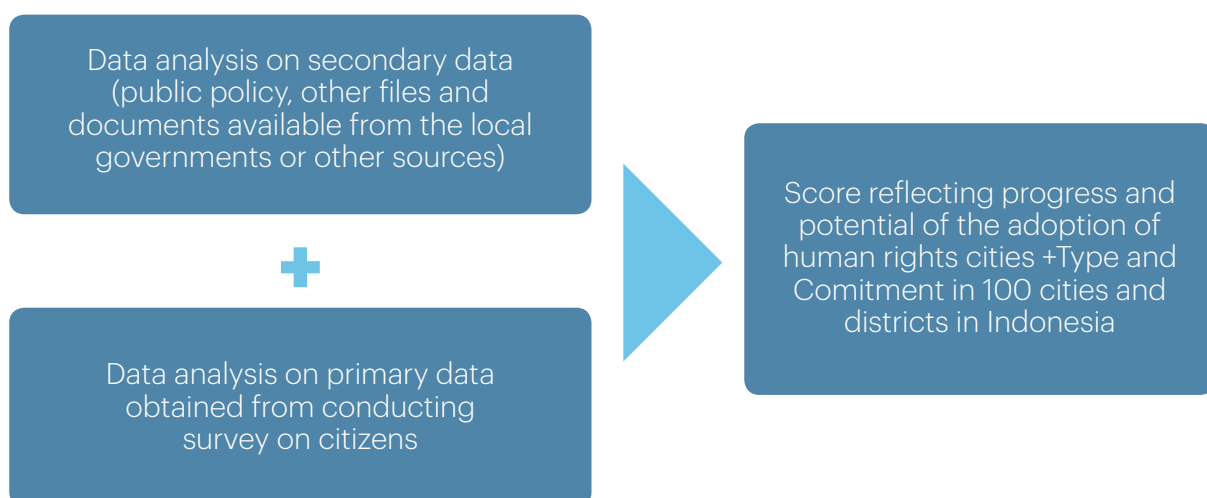 Data analysis on secondary data
(public policy, other files and
documents available from the local
governments or other sources)
Data analysis on primary data
obtained from conducting
survey on citizens
Score reflecting progress and
potential of the adoption of
human rights cities +Type and
Comitment in 100 cities and
districts in Indonesia